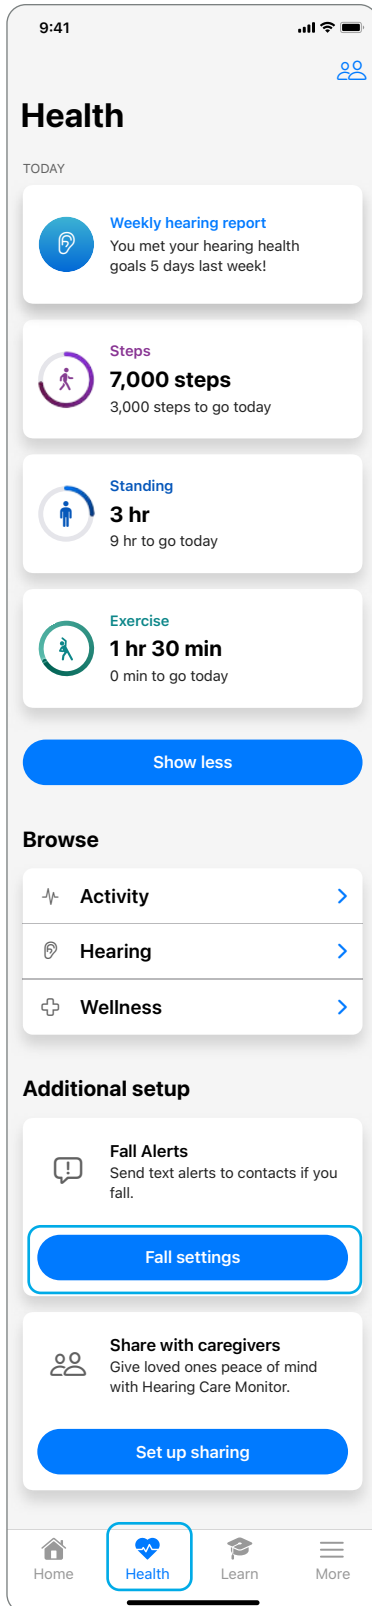 9:41
Health
TODAY
Weekly hearing report
You met your hearing health
goals 5 days last week!
Steps
7,000 steps
3,000 steps to go today
Standing
3 hr
9 hr to go today
Exercise
1 hr 30 min
0 min to go today
Show less
Browse
Activity
Hearing
Wellness
Additional setup
Fall Alerts
Send text alerts to contacts if you
fall.
Fall settings
Share with caregivers
Give loved ones peace of mind
with Hearing Care Monitor.
Set up sharing
Home Health Learn More